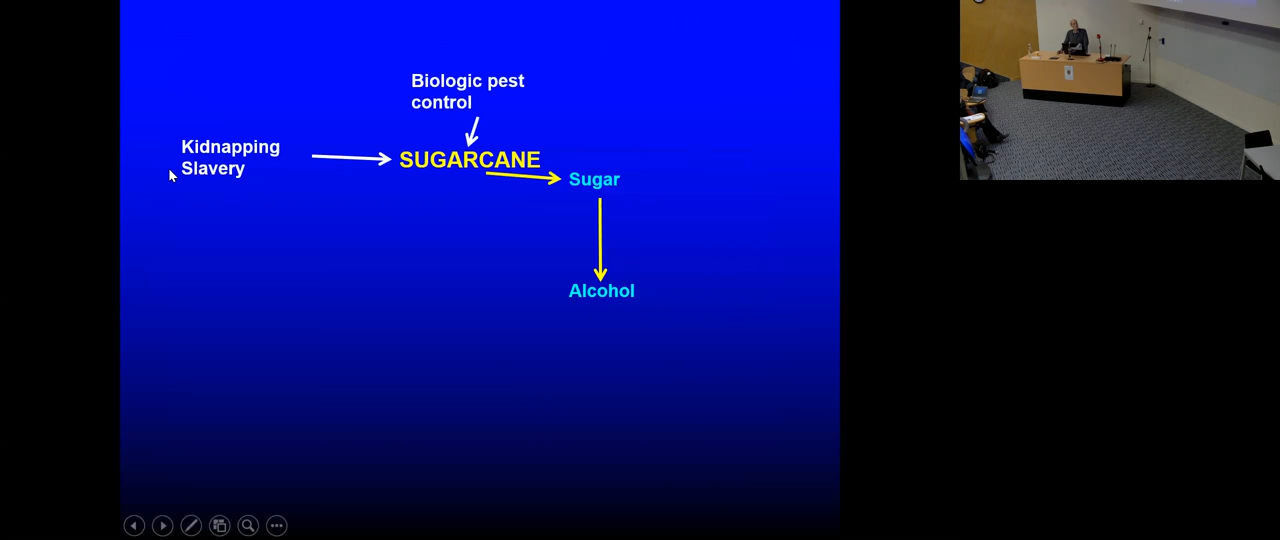 Biologic pest
control
Kidnapping
Slavery
SUGARCANE
Sugar
Alcohol